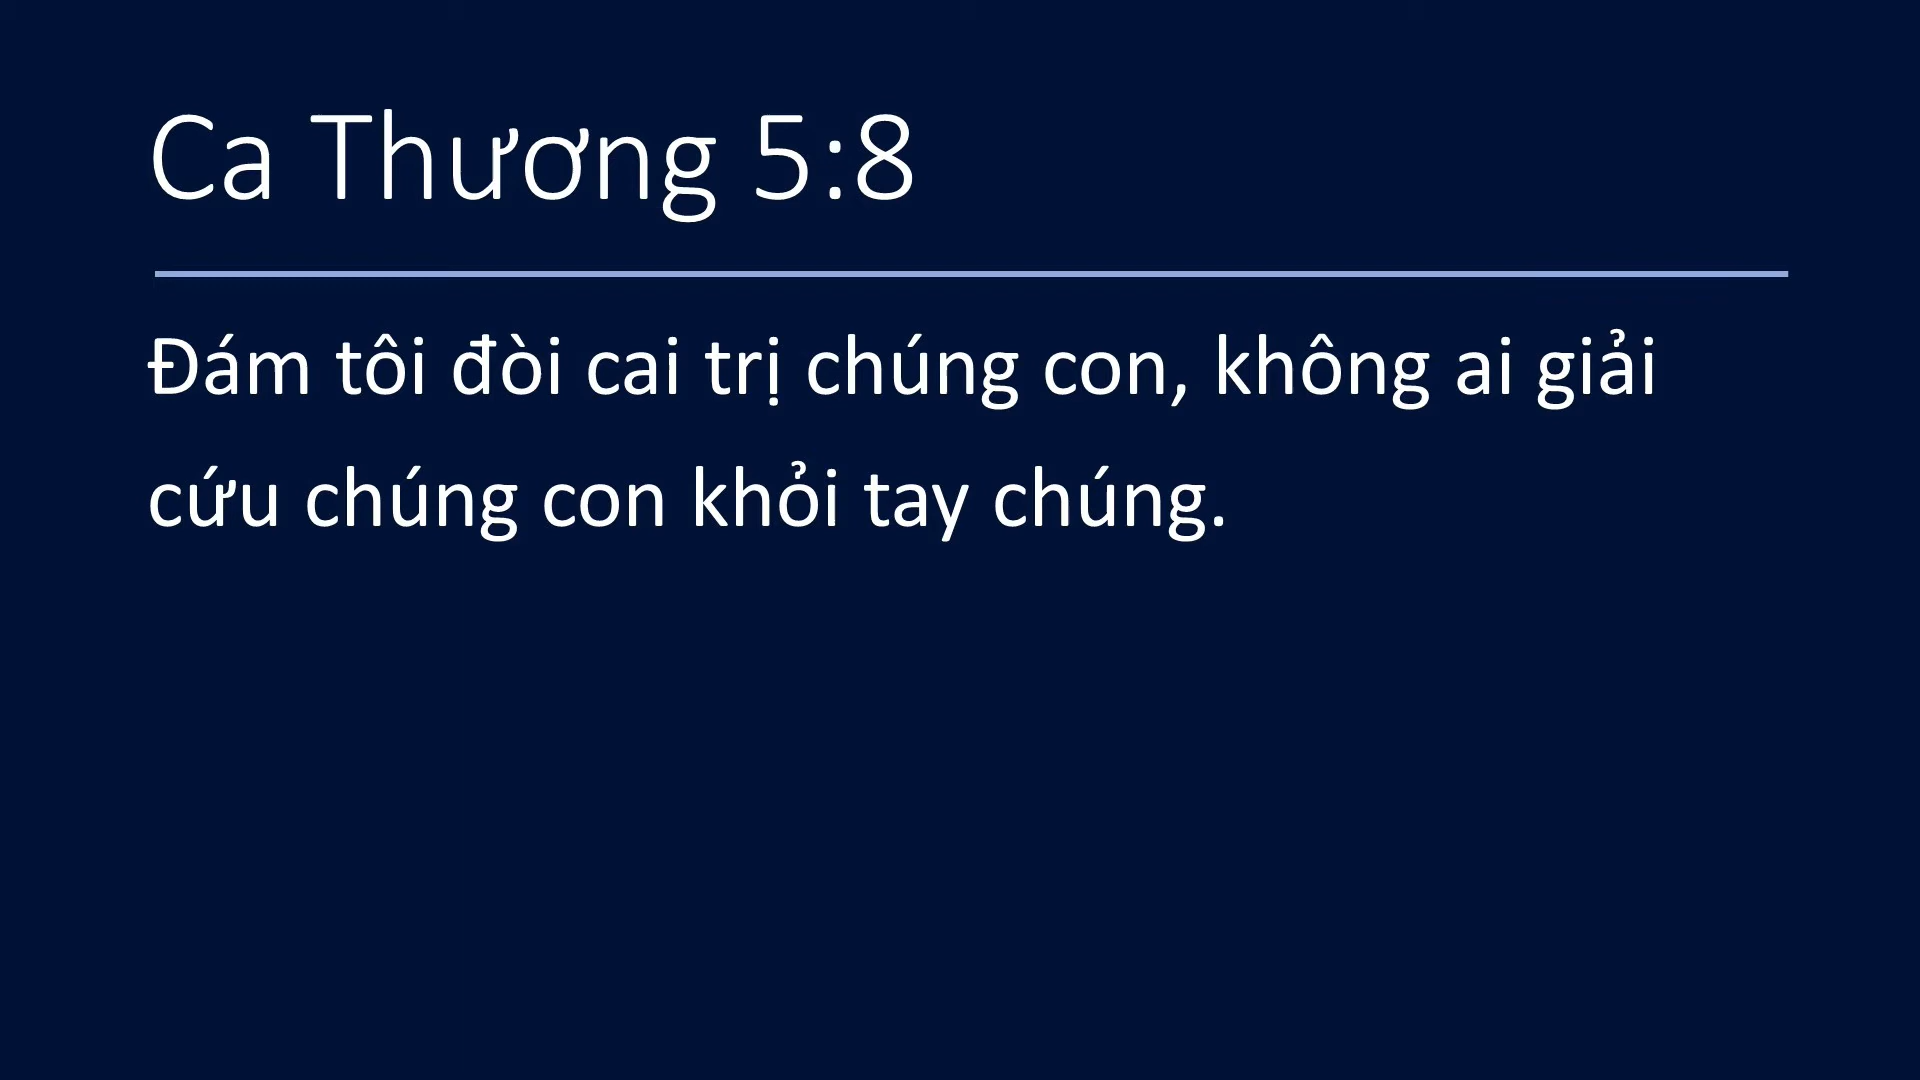 Ca Thương 5:8
Đám tôi đòi cai trị chúng con, không ai giải
cứu chúng con khỏi tay chúng.